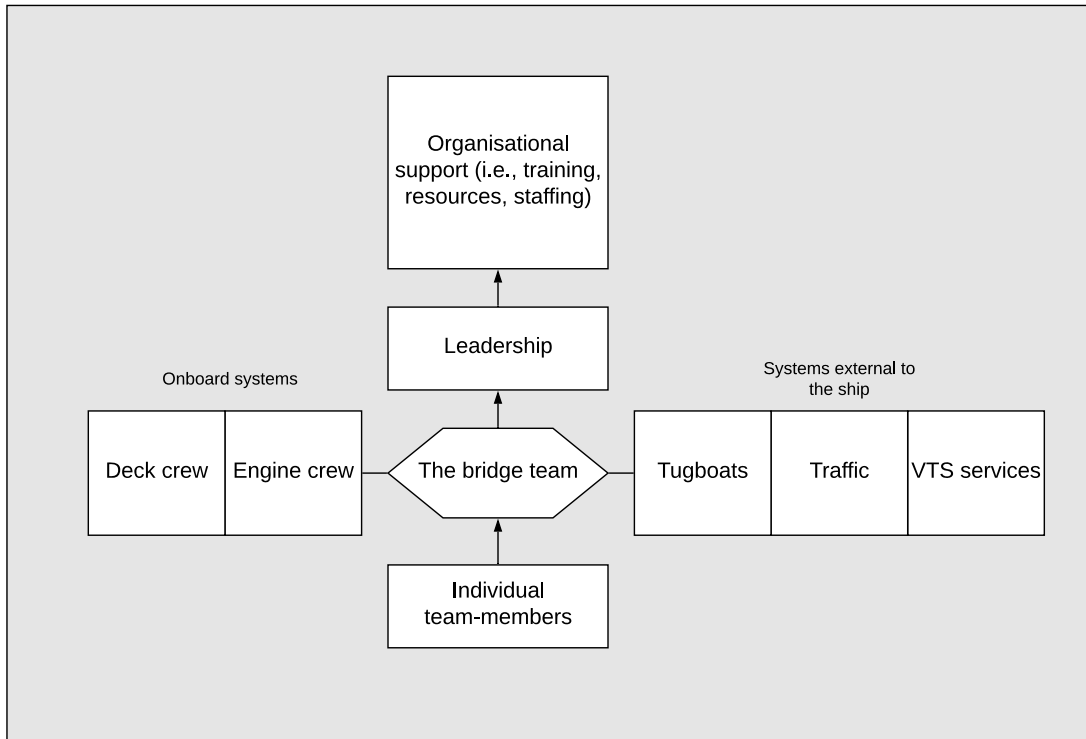 Organisational
support (i.e., training,
resources, staffing)
Leadership
Onboard systems
Systems external to
the ship
Deck crew
Engine crew
The bridge team
Tugboats
Traffic
VTS services
Individual
team-members